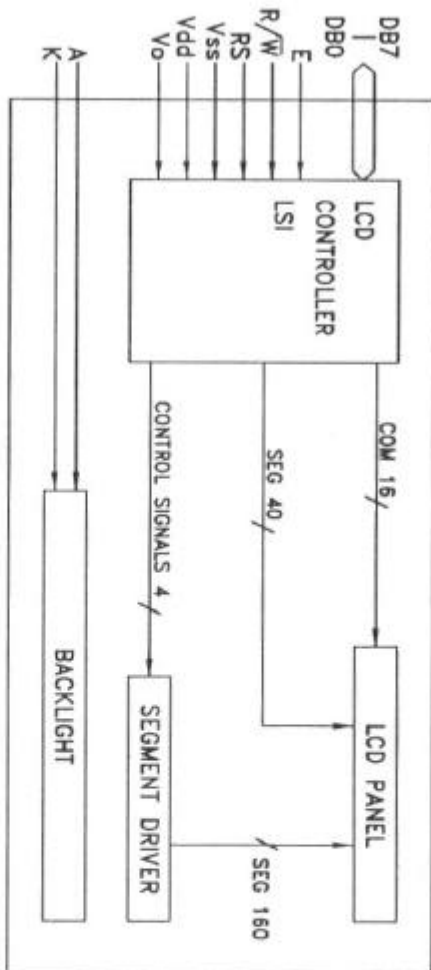 DB7
|
DB0
E
R/W̅
RS
Vss
Vdd
Vo
A
K
LCD
CONTROLLER
LSI
COM 16
SEG 40
CONTROL SIGNALS 4
LCD PANEL
SEGMENT DRIVER
SEG 160
BACKLIGHT